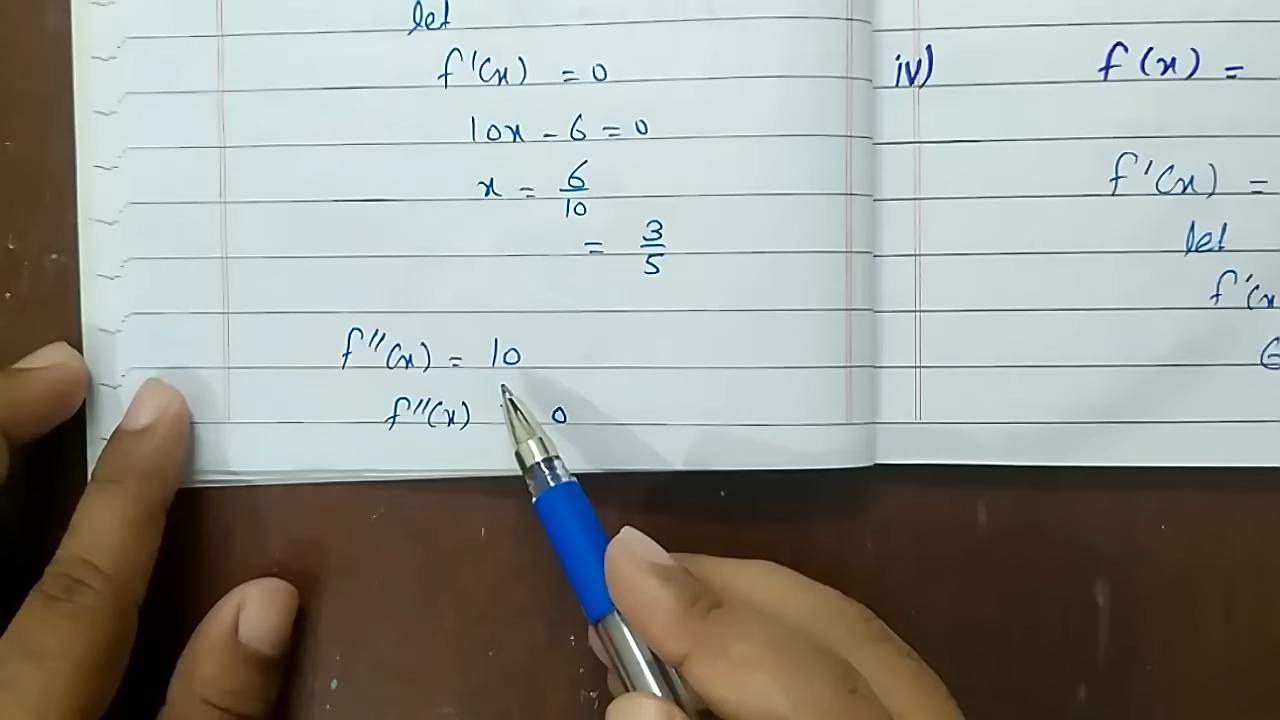 let
f'(x) = 0
10x - 6 = 0
x = 6/10
= 3/5
f''(x) = 10
f''(x) 0
iv) f(x) =
f'(x) =
let
f'(x